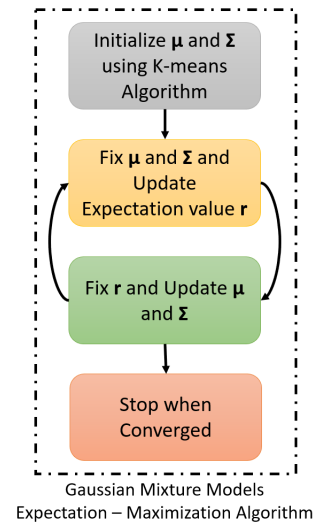 Initialize μ and Σ
using K-means
Algorithm
Fix μ and Σ and
Update
Expectation value r
Fix r and Update μ
and Σ
Stop when
Converged
Gaussian Mixture Models
Expectation – Maximization Algorithm